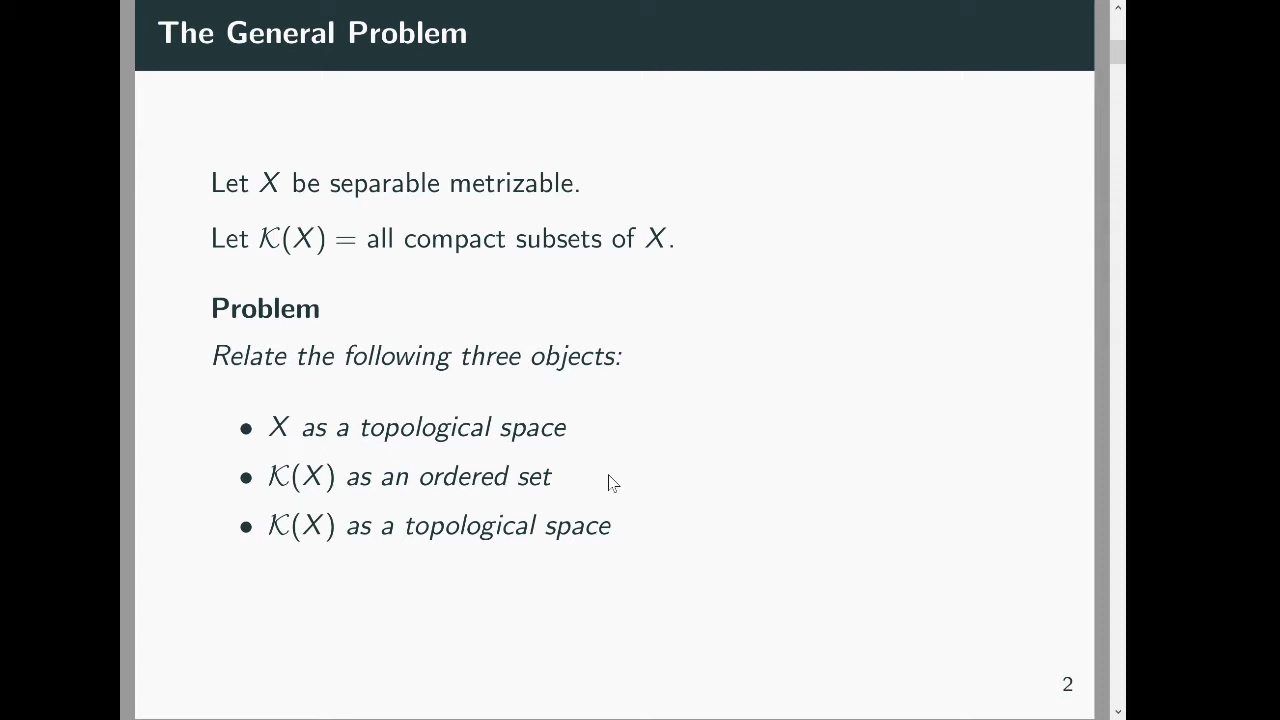 The General Problem
Let X be separable metrizable.
Let 𝒦(X) = all compact subsets of X.
Problem
Relate the following three objects:
• X as a topological space
• 𝒦(X) as an ordered set
• 𝒦(X) as a topological space
2